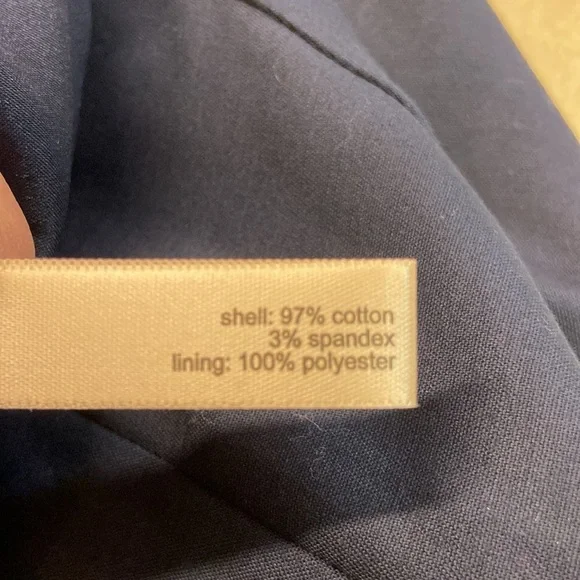 shell: 97% cotton
3% spandex
lining: 100% polyester